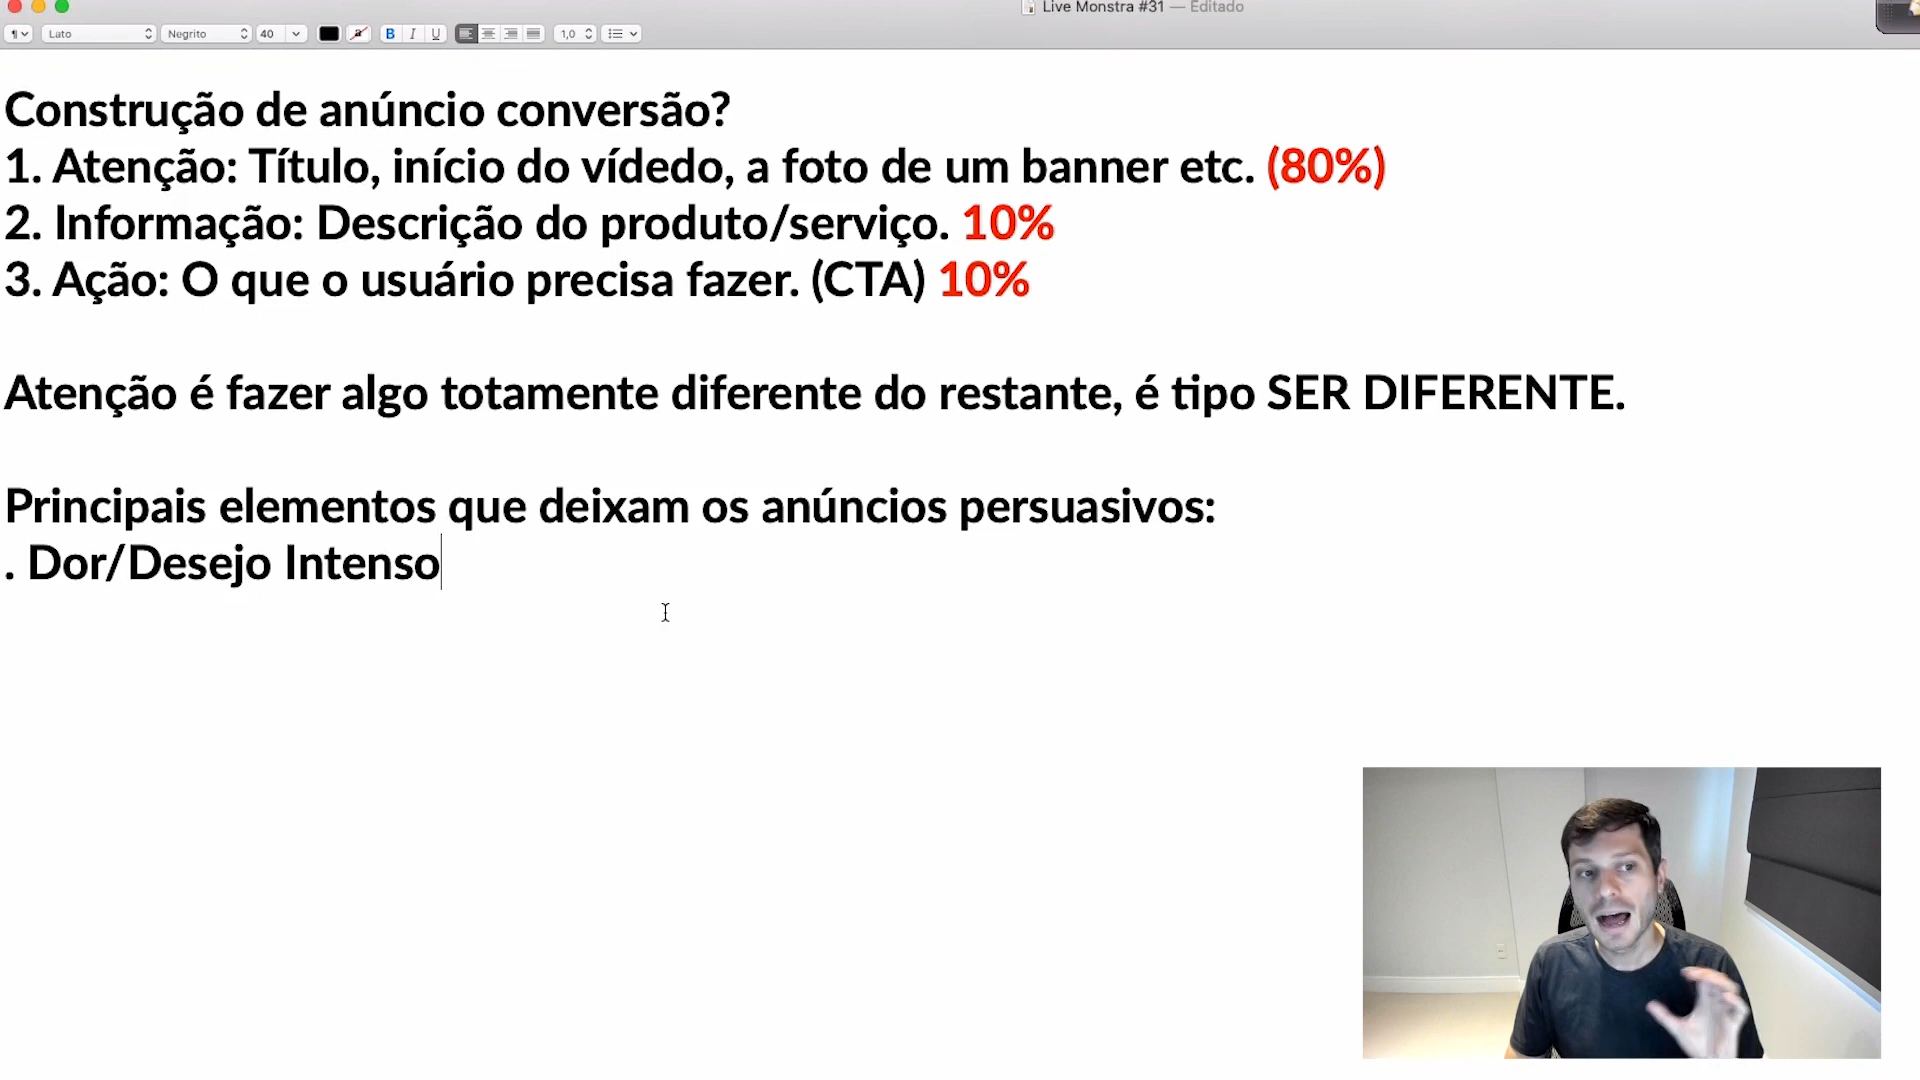 Live Monstra #31 — Editado
Lato Negrito 40 B I U 1,0
Construção de anúncio conversão?
1. Atenção: Título, início do vídedo, a foto de um banner etc. (80%)
2. Informação: Descrição do produto/serviço. 10%
3. Ação: O que o usuário precisa fazer. (CTA) 10%
Atenção é fazer algo totamente diferente do restante, é tipo SER DIFERENTE.
Principais elementos que deixam os anúncios persuasivos:
. Dor/Desejo Intenso